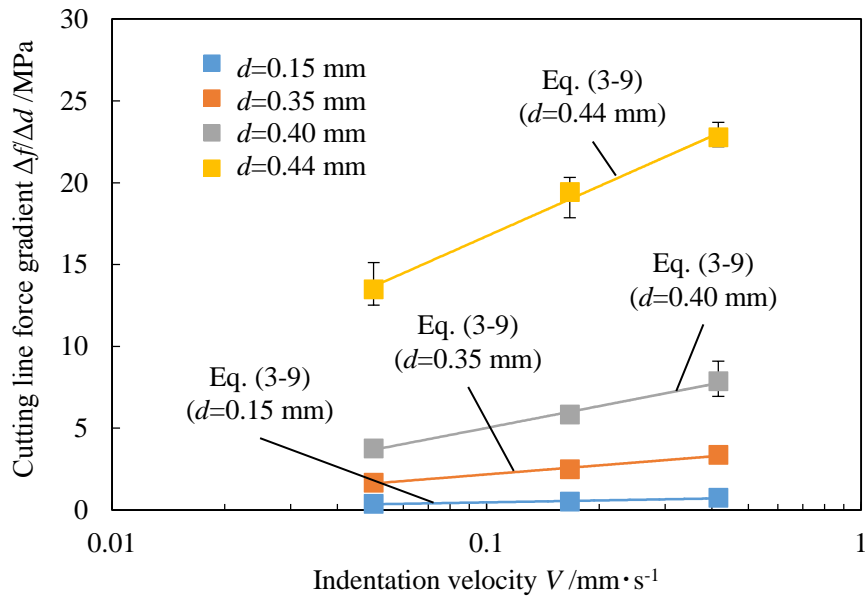 30
25
20
15
10
5
0
Cutting line force gradient Δf/Δd /MPa
d=0.15 mm
d=0.35 mm
d=0.40 mm
d=0.44 mm
Eq. (3-9)
(d=0.44 mm)
Eq. (3-9)
(d=0.40 mm)
Eq. (3-9)
(d=0.35 mm)
Eq. (3-9)
(d=0.15 mm)
0.01
0.1
1
Indentation velocity V /mm・s⁻¹